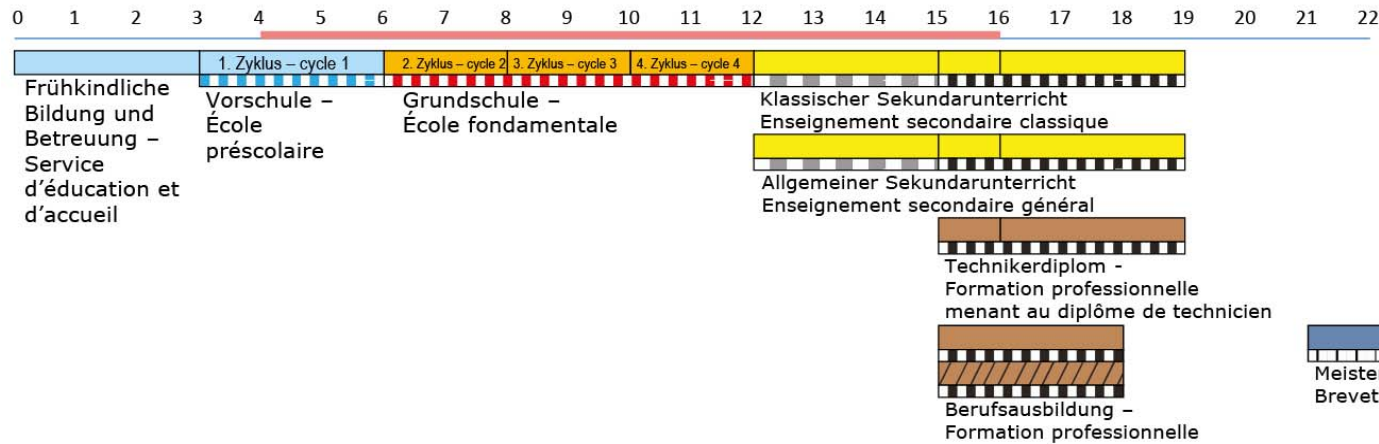 0 1 2 3 4 5 6 7 8 9 10 11 12 13 14 15 16 17 18 19 20 21 22
1. Zyklus – cycle 1
2. Zyklus – cycle 2
3. Zyklus – cycle 3
4. Zyklus – cycle 4
Frühkindliche
Bildung und
Betreuung –
Service
d’éducation et
d’accueil
Vorschule –
École
préscolaire
Grundschule –
École fondamentale
Klassischer Sekundarunterricht
Enseignement secondaire classique
Allgemeiner Sekundarunterricht
Enseignement secondaire général
Technikerdiplom -
Formation professionnelle
menant au diplôme de technicien
Berufsausbildung –
Formation professionnelle
Brevet